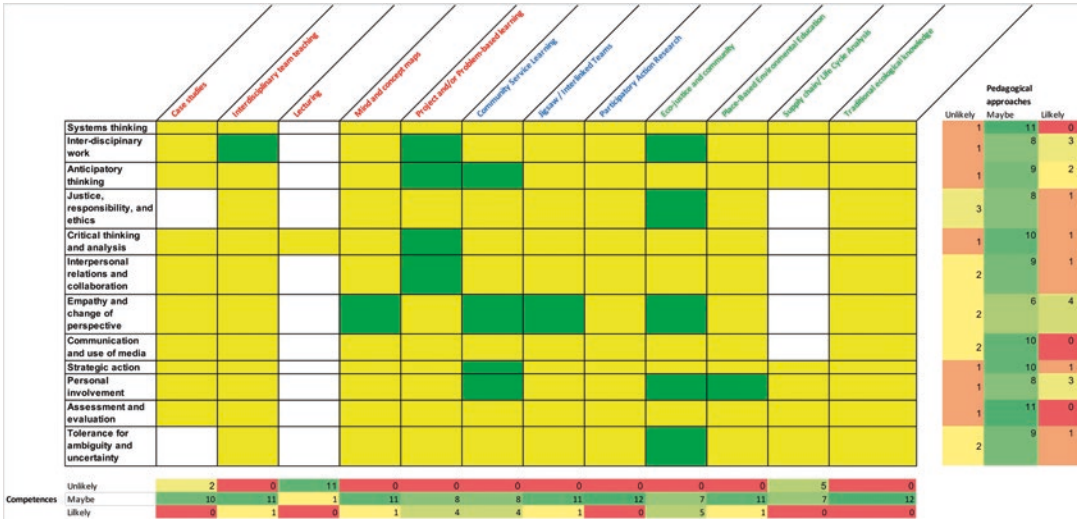 Case studies
Interdisciplinary team teaching
Lecturing
Mind and concept maps
Project and/or Problem-based learning
Community Service Learning
Jigsaw / Interlinked Teams
Participatory Action Research
Eco-justice and community
Place-Based Environmental Education
Supply chain/ Life Cycle Analysis
Traditional ecological knowledge
Pedagogical
approaches
Unlikely Maybe Lilkely
Systems thinking 1 11 0
Inter-discipinary
work 1 8 3
Anticipatory
thinking 1 9 2
Justice,
responsibility, and
ethics 3 8 1
Critical thinking
and analysis 1 10 1
Interpersonal
relations and
collaboration 2 9 1
Empathy and
change of
perspective 2 6 4
Communication
and use of media 2 10 0
Strategic action 1 10 1
Personal
involvement 1 8 3
Assessment and
evaluation 1 11 0
Tolerance for
ambiguity and
uncertainty 2 9 1
Unlikely 2 0 11 0 0 0 0 0 0 0 5 0
Competences Maybe 10 11 1 11 8 8 11 12 7 11 7 12
Lilkely 0 1 0 1 4 4 1 0 5 1 0 0